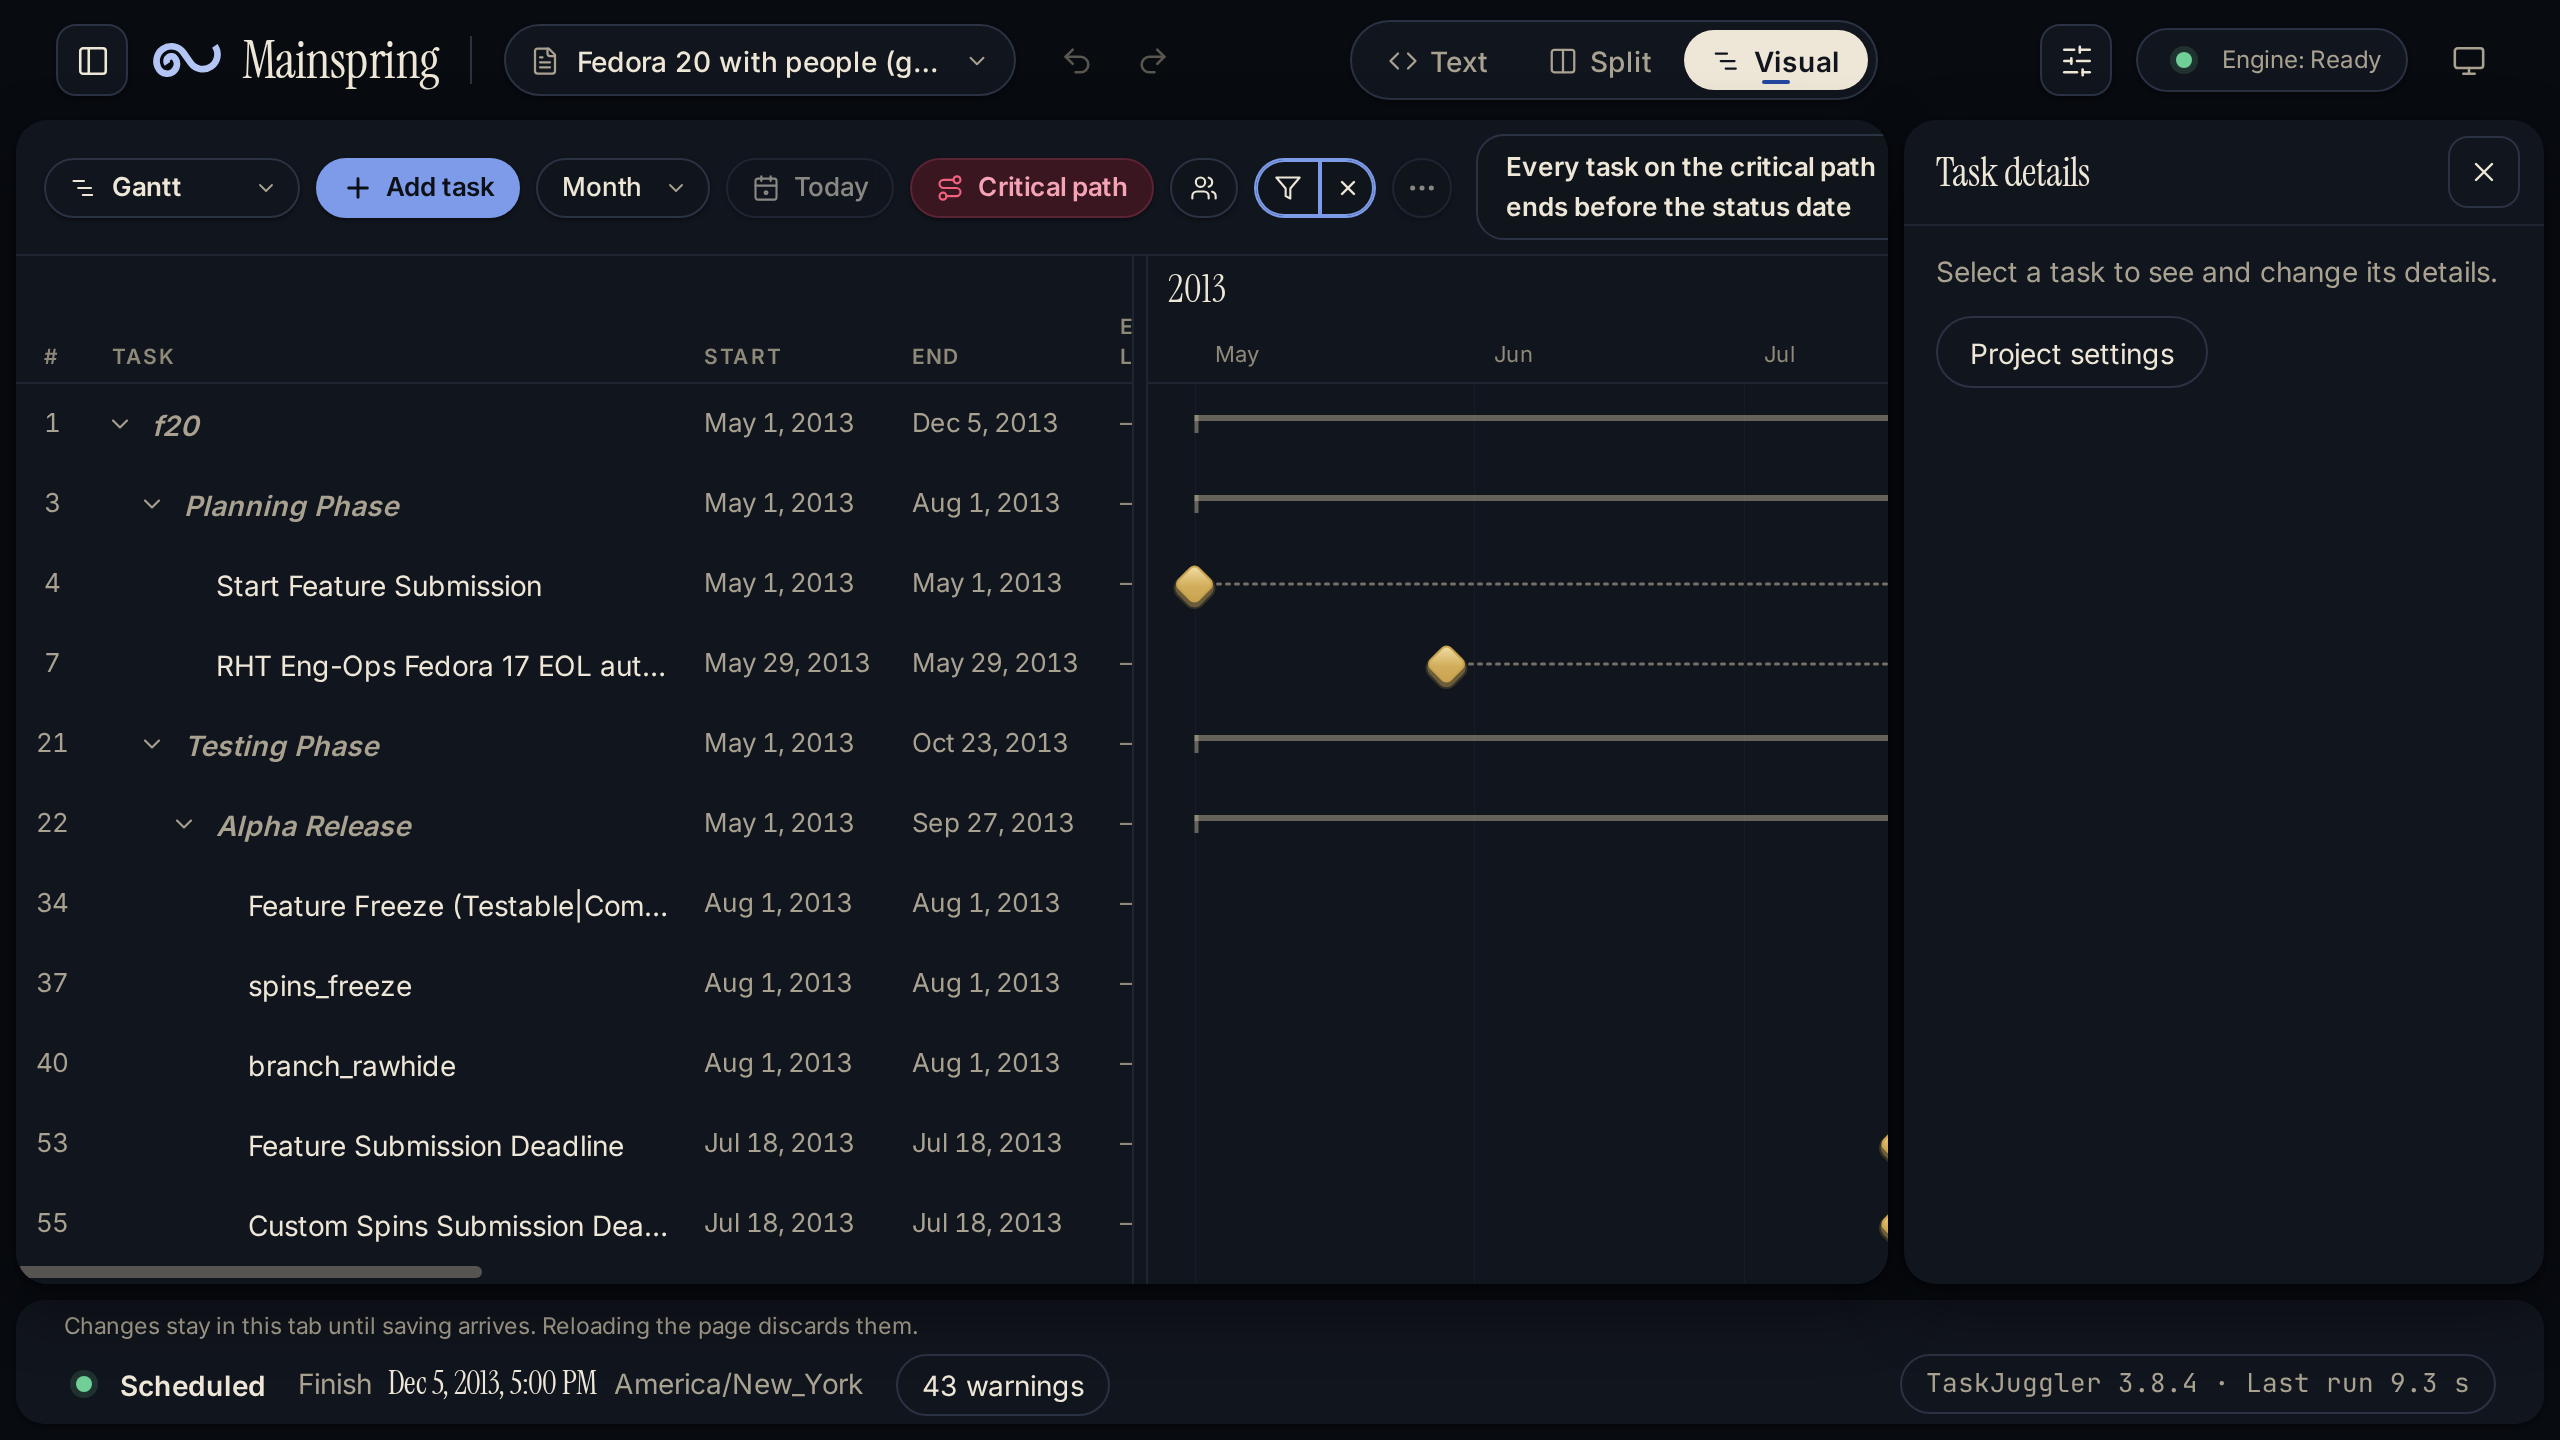 Mainspring
Fedora 20 with people (g...
Text
Split
Visual
Engine: Ready
Gantt
Add task
Month
Today
Critical path
Every task on the critical path
ends before the status date
Task details
Select a task to see and change its details.
Project settings
2013
E
L
# TASK START END
May Jun Jul
1 f20 May 1, 2013 Dec 5, 2013 –
3 Planning Phase May 1, 2013 Aug 1, 2013 –
4 Start Feature Submission May 1, 2013 May 1, 2013 –
7 RHT Eng-Ops Fedora 17 EOL aut... May 29, 2013 May 29, 2013 –
21 Testing Phase May 1, 2013 Oct 23, 2013 –
22 Alpha Release May 1, 2013 Sep 27, 2013 –
34 Feature Freeze (Testable|Com... Aug 1, 2013 Aug 1, 2013 –
37 spins_freeze Aug 1, 2013 Aug 1, 2013 –
40 branch_rawhide Aug 1, 2013 Aug 1, 2013 –
53 Feature Submission Deadline Jul 18, 2013 Jul 18, 2013 –
55 Custom Spins Submission Dea... Jul 18, 2013 Jul 18, 2013 –
Changes stay in this tab until saving arrives. Reloading the page discards them.
Scheduled Finish Dec 5, 2013, 5:00 PM America/New_York 43 warnings
TaskJuggler 3.8.4 · Last run 9.3 s